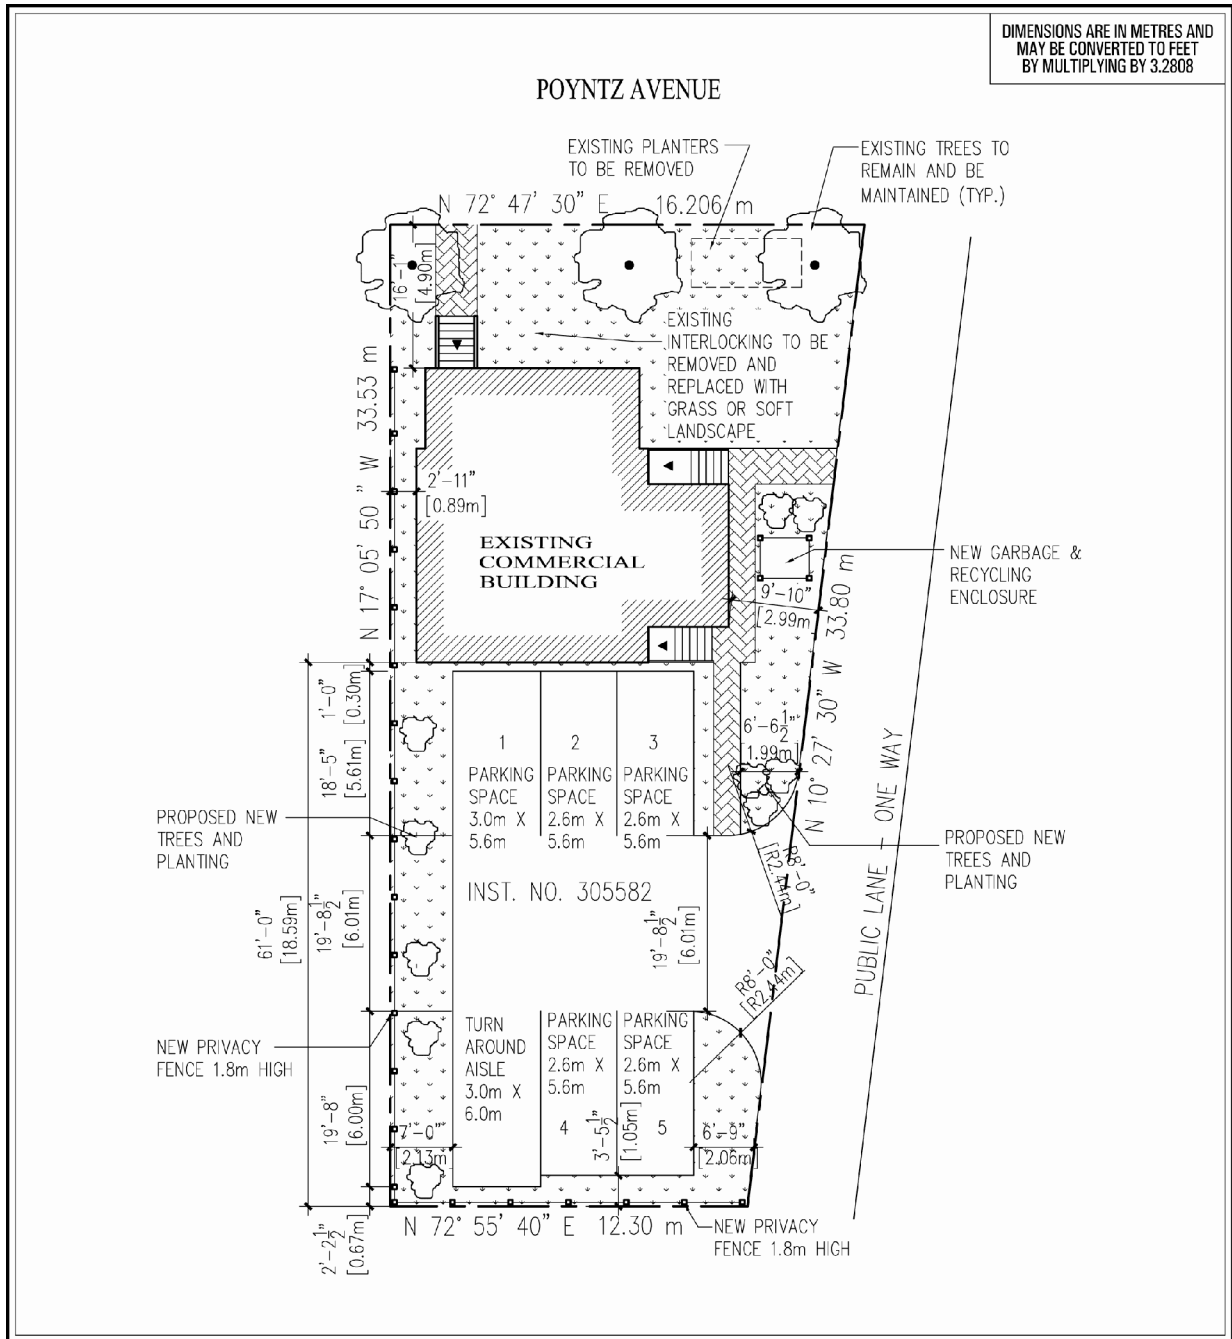 DIMENSIONS ARE IN METRES AND
MAY BE CONVERTED TO FEET
BY MULTIPLYING BY 3.2808
POYNTZ AVENUE
EXISTING PLANTERS
TO BE REMOVED
EXISTING TREES TO
REMAIN AND BE
MAINTAINED (TYP.)
N 72° 47' 30" E 16.206 m
16'-1"
[4.90m]
EXISTING
INTERLOCKING TO BE
REMOVED AND
REPLACED WITH
GRASS OR SOFT
LANDSCAPE
N 17° 05' 50" W 33.53 m
2'-11"
[0.89m]
EXISTING
COMMERCIAL
BUILDING
NEW GARBAGE &
RECYCLING
ENCLOSURE
9'-10"
[2.99m
N 10° 27' 30" W 33.80 m
1'-0"
[0.30m]
18'-5"
[5.61m]
1
PARKING
SPACE
3.0m X
5.6m
2
PARKING
SPACE
2.6m X
5.6m
3
PARKING
SPACE
2.6m X
5.6m
6'-6 1/2"
[1.99m]
PUBLIC LANE - ONE WAY
PROPOSED NEW
TREES AND
PLANTING
PROPOSED NEW
TREES AND
PLANTING
R8'-0"
[R2.44m]
INST. NO. 305582
61'-0"
[18.59m]
19'-8 1/2"
[6.01m]
19'-8 1/2"
[6.01m]
R8'-0"
[R2.44m]
NEW PRIVACY
FENCE 1.8m HIGH
TURN
AROUND
AISLE
3.0m X
6.0m
PARKING
SPACE
2.6m X
5.6m
4
PARKING
SPACE
2.6m X
5.6m
5
19'-8"
[6.00m]
7'-0"
[2.13m]
3'-5 1/2"
[1.05m]
6'-9"
[2.06m]
N 72° 55' 40" E 12.30 m
2'-2 1/2"
[0.67m]
NEW PRIVACY
FENCE 1.8m HIGH